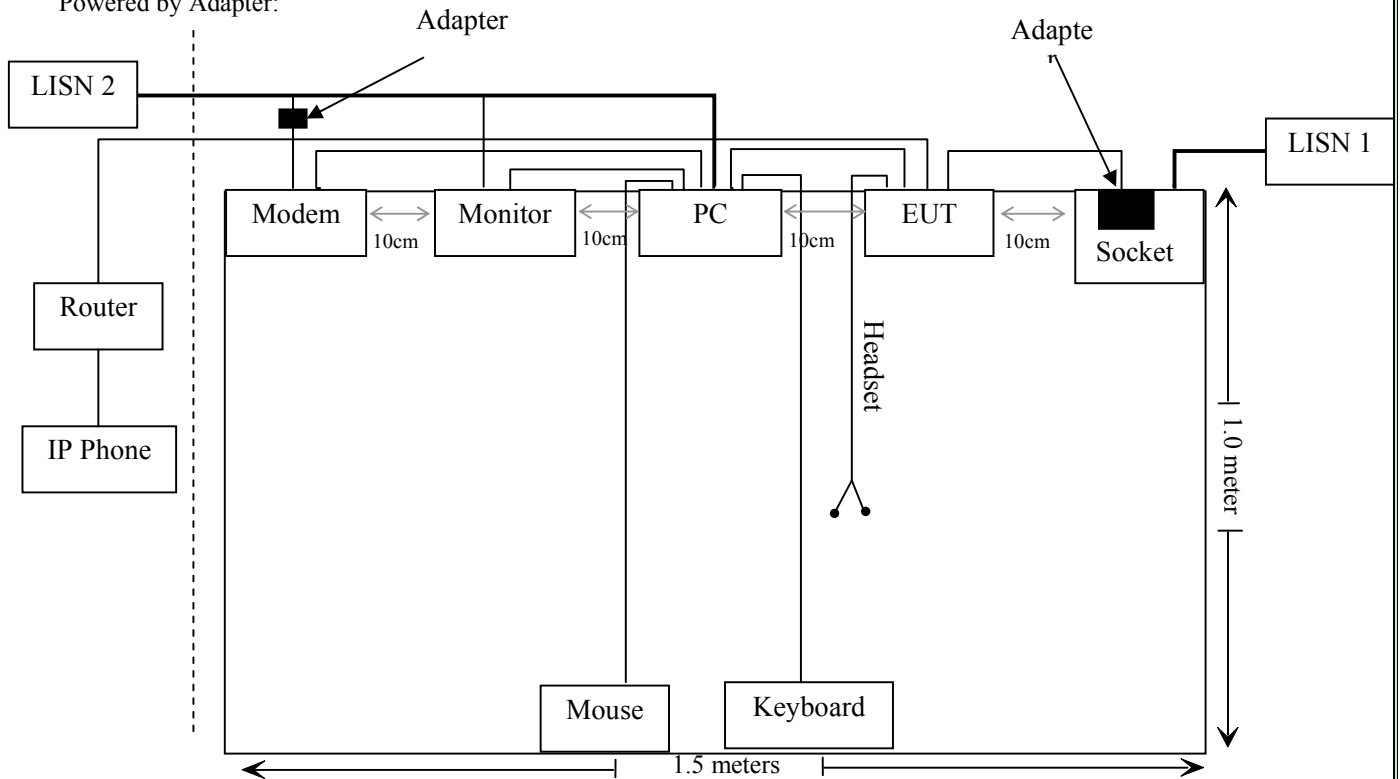 Powered by Adapter:
Adapter
Adapte
r
LISN 2
LISN 1
Modem
Monitor
PC
EUT
Socket
10cm
10cm
10cm
10cm
Router
IP Phone
Headset
1.0 meter
Mouse
Keyboard
1.5 meters